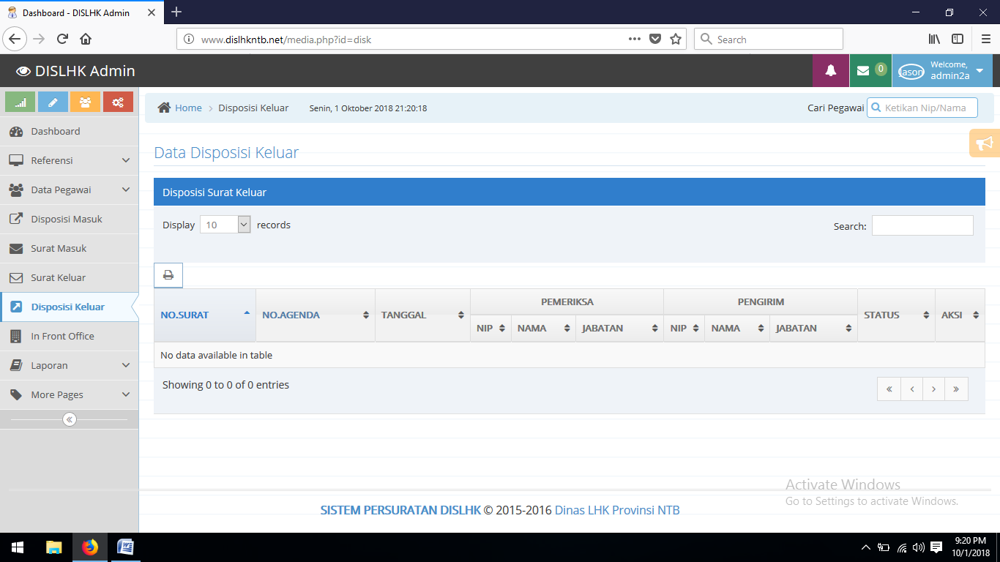 Dashboard - DISLHK Admin
www.dislhkntb.net/media.php?id=disk
Search
DISLHK Admin
0
Jason
Welcome,
admin2a
Home
Disposisi Keluar
Senin, 1 Oktober 2018 21:20:18
Cari Pegawai
Ketikan Nip/Nama
Dashboard
Referensi
Data Pegawai
Disposisi Masuk
Surat Masuk
Surat Keluar
Disposisi Keluar
In Front Office
Laporan
More Pages
Data Disposisi Keluar
Disposisi Surat Keluar
Display 10 records
Search:
NO.SURAT
NO.AGENDA
TANGGAL
PEMERIKSA
PENGIRIM
STATUS
AKSI
NIP NAMA JABATAN NIP NAMA JABATAN
No data available in table
Showing 0 to 0 of 0 entries
Activate Windows
Go to Settings to activate Windows.
SISTEM PERSURATAN DISLHK © 2015-2016 Dinas LHK Provinsi NTB
9:20 PM
10/1/2018